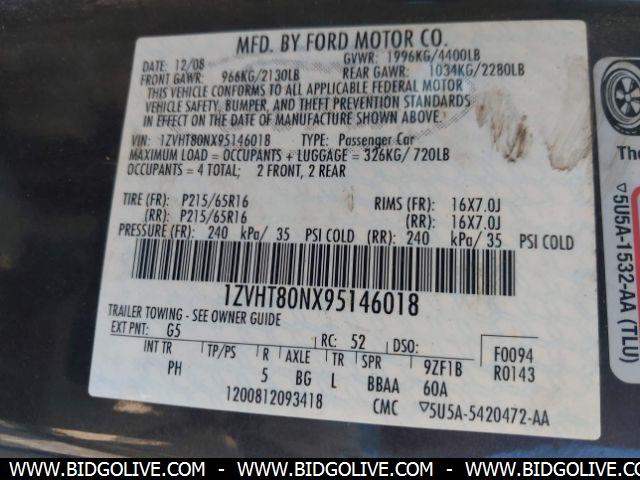 MFD. BY FORD MOTOR CO.
DATE: 12/08 GVWR: 1996KG/4400LB
FRONT GAWR: 966KG/2130LB REAR GAWR: 1034KG/2280LB
THIS VEHICLE CONFORMS TO ALL APPLICABLE FEDERAL MOTOR
VEHICLE SAFETY, BUMPER, AND THEFT PREVENTION STANDARDS
IN EFFECT ON THE DATE OF MANUFACTURE SHOWN ABOVE.
VIN: 1ZVHT80NX95146018 TYPE: Passenger Car
MAXIMUM LOAD = OCCUPANTS + LUGGAGE = 326KG/720LB
OCCUPANTS = 4 TOTAL; 2 FRONT, 2 REAR
TIRE (FR): P215/65R16 RIMS (FR): 16X7.0J
(RR): P215/65R16 (RR): 16X7.0J
PRESSURE (FR): 240 kPa/ 35 PSI COLD (RR): 240 kPa/ 35 PSI COLD
1ZVHT80NX95146018
TRAILER TOWING - SEE OWNER GUIDE
EXT PNT: G5 RC: 52 DSO: F0094
INT TR TP/PS R AXLE TR SPR 9ZF1B R0143
PH 5 BG L BBAA 60A
1200812093418 CMC ▽5U5A-5420472-AA
The
▽5U5A-1532-AA (TLU)
WWW.BIDGOLIVE.COM - WWW.BIDGOLIVE.COM - WWW.BIDGOLIVE.COM